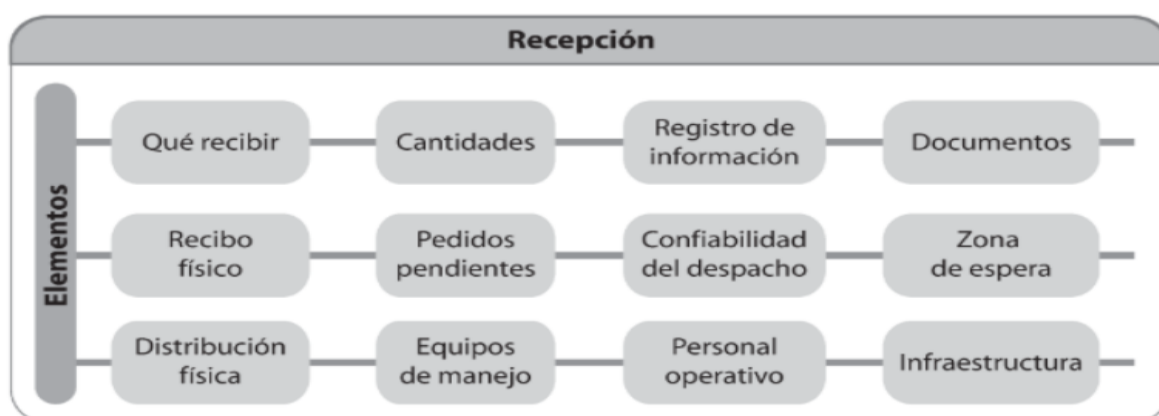 Recepción
Elementos
Qué recibir
Cantidades
Registro de
información
Documentos
Recibo
físico
Pedidos
pendientes
Confiabilidad
del despacho
Zona
de espera
Distribución
física
Equipos
de manejo
Personal
operativo
Infraestructura